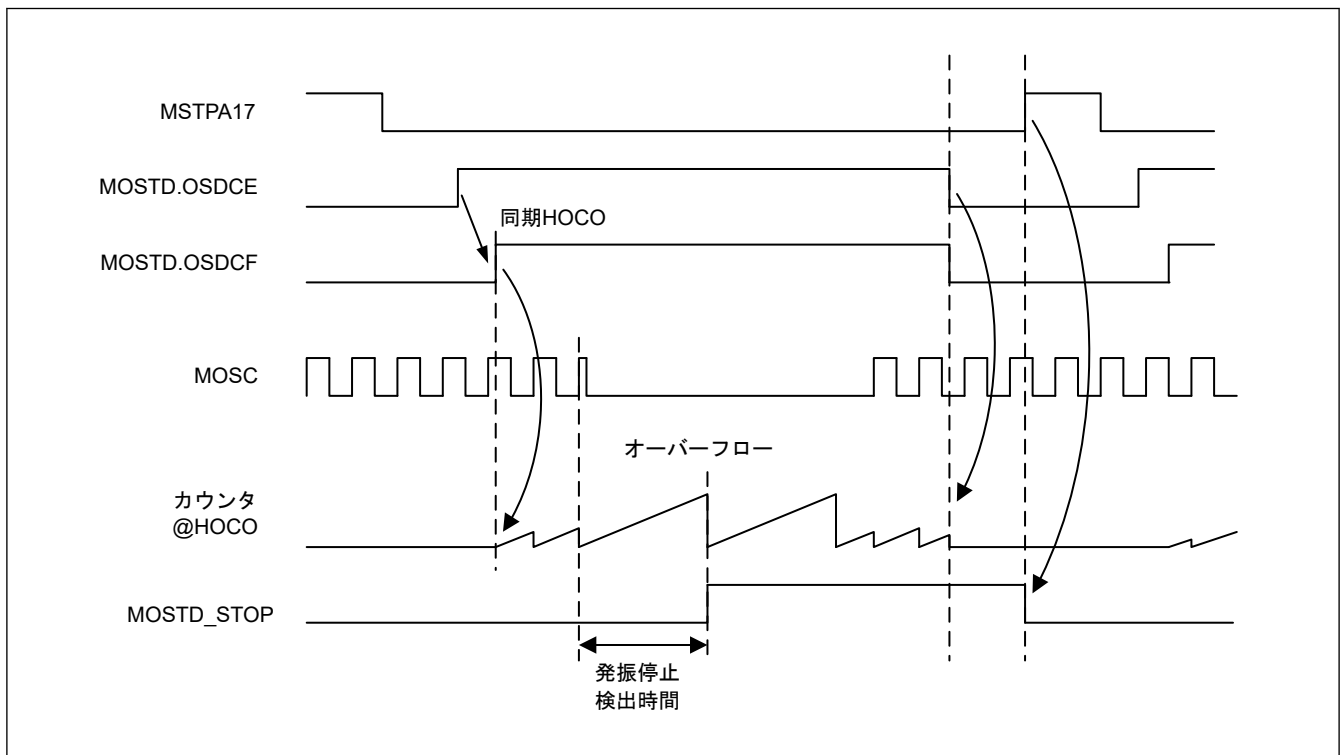 MSTPA17
MOSTD.OSDCE
同期HOCO
MOSTD.OSDCF
MOSC
オーバーフロー
カウンタ
@HOCO
MOSTD_STOP
発振停止
検出時間